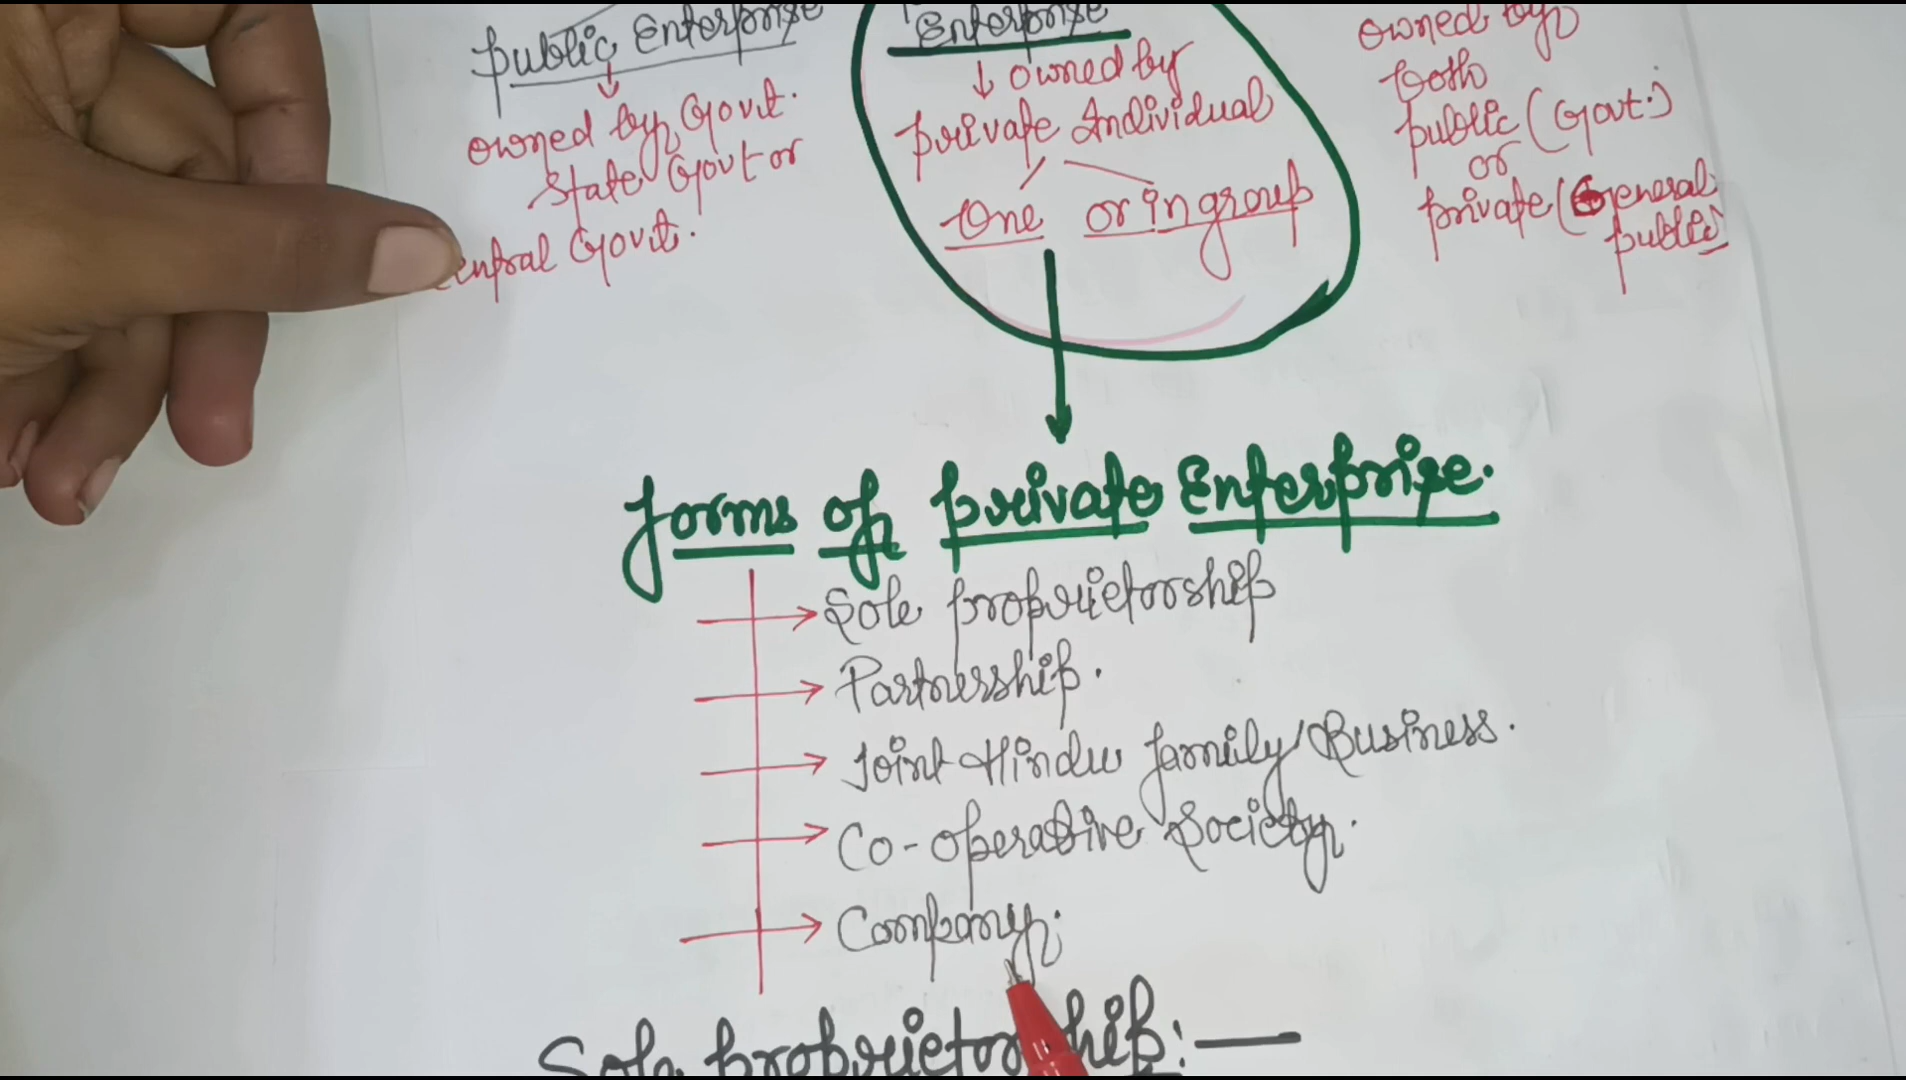 public Enterprise
owned by Govt.
State Govt or
entral Govt.
Enterprise
↓ owned by
private Individual
One or in group
owned by
both
public (Govt.)
or
private (General
public)
forms of private Enterprise.
→ Sole proprietorship
→ Partnership.
→ Joint Hindu family Business.
→ Co-operative Society.
→ Company.
Sole proprietorship:—